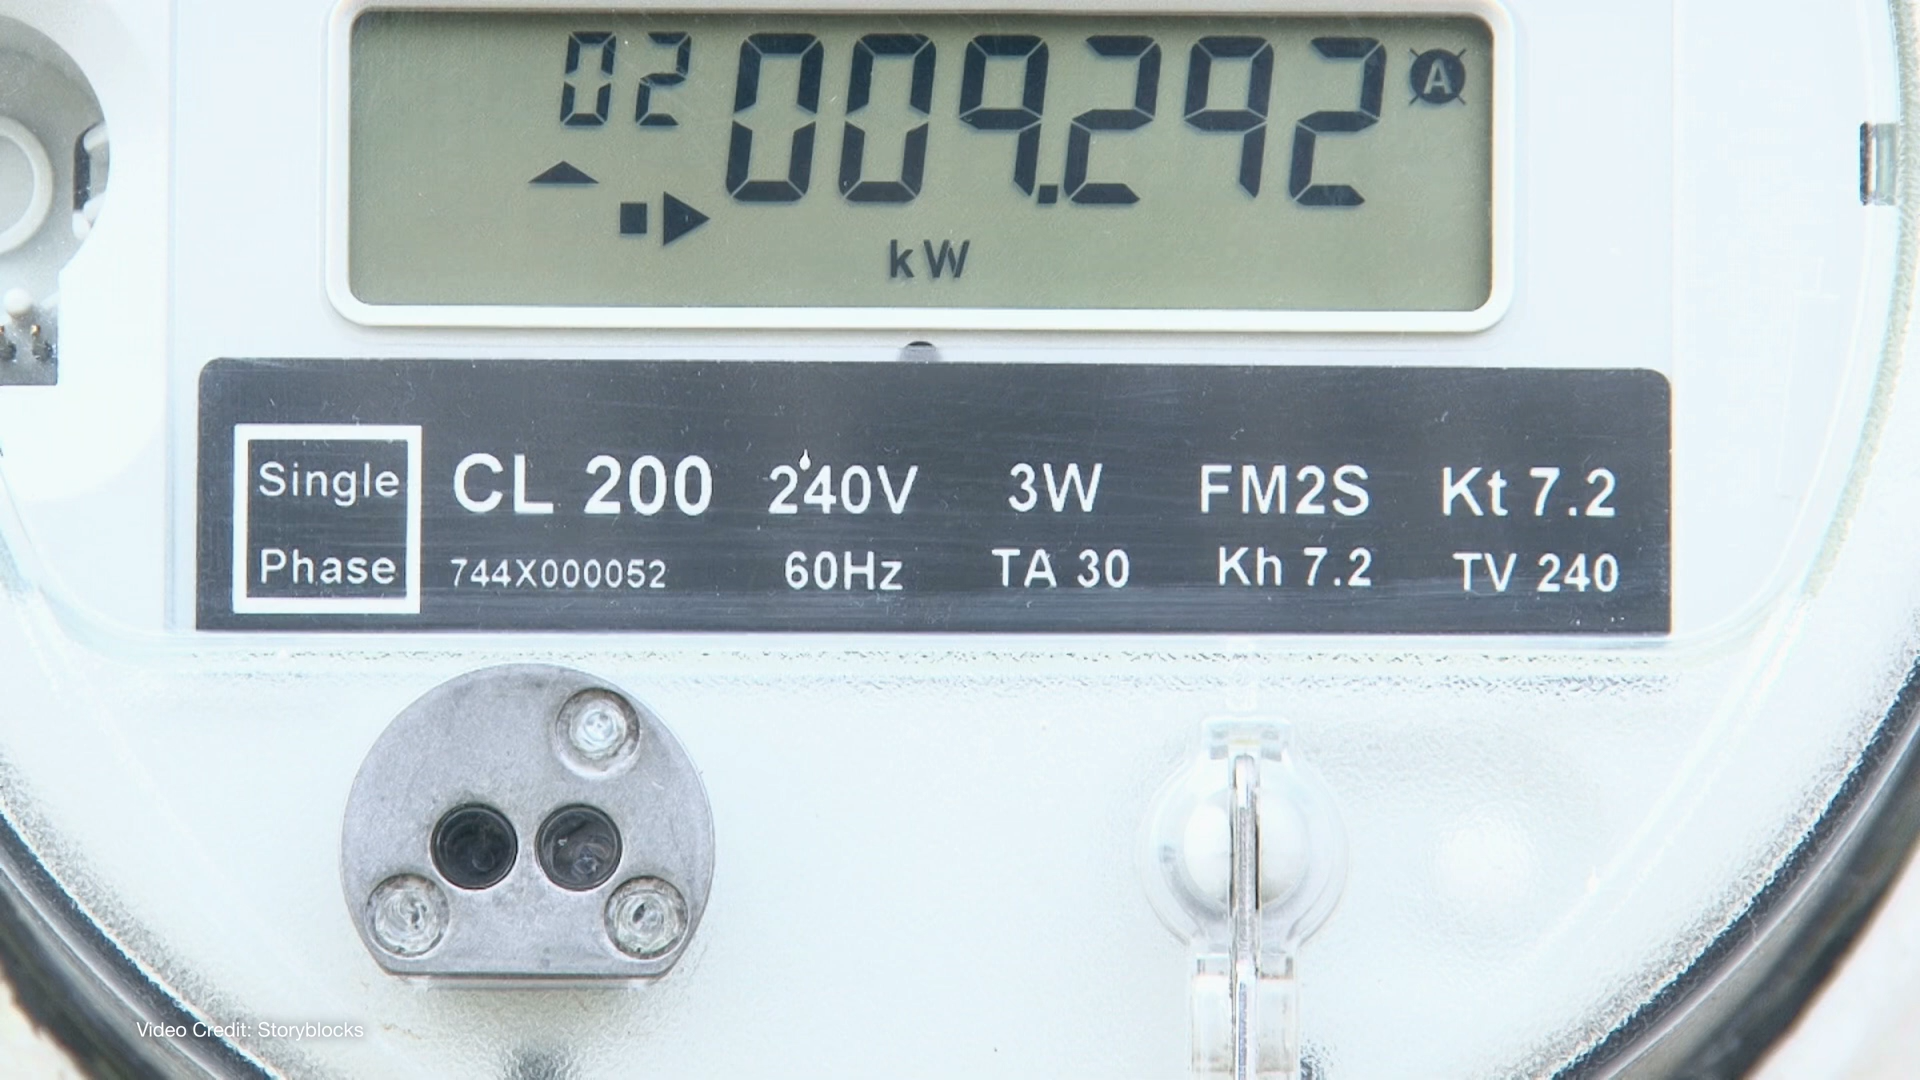 02 009.292 A
kW
Single Phase
CL 200 240V 3W FM2S Kt 7.2
744X000052 60Hz TA 30 Kh 7.2 TV 240
Video Credit: Storyblocks